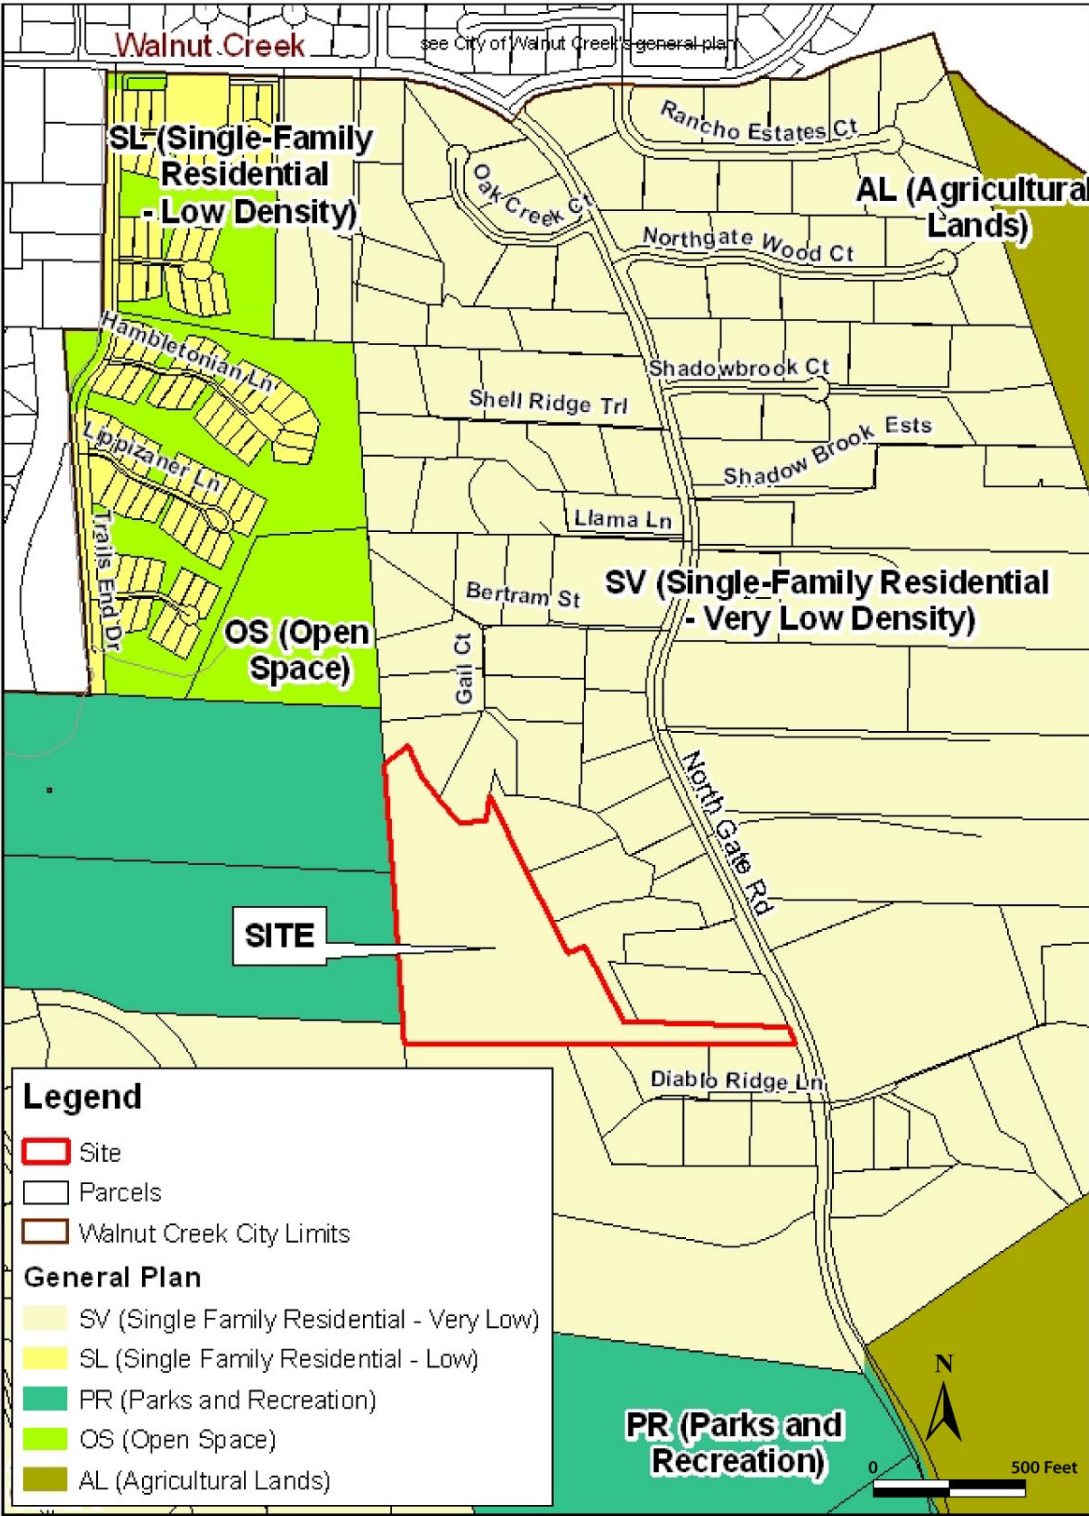 Walnut Creek
see City of Walnut Creek's general plan
SL (Single-Family
Residential
- Low Density)
Rancho Estates Ct
Oak Creek Ct
AL (Agricultural
Lands)
Northgate Wood Ct
Hambletonian Ln
Shadowbrook Ct
Shell Ridge Trl
Lippizaner Ln
Shadow Brook Ests
Llama Ln
Trails End Dr
SV (Single-Family Residential
- Very Low Density)
Bertram St
OS (Open
Space)
Gail Ct
North Gate Rd
SITE
Diablo Ridge Ln
Legend
Site
Parcels
Walnut Creek City Limits
General Plan
SV (Single Family Residential - Very Low)
SL (Single Family Residential - Low)
PR (Parks and Recreation)
OS (Open Space)
AL (Agricultural Lands)
PR (Parks and
Recreation)
N
0 500 Feet